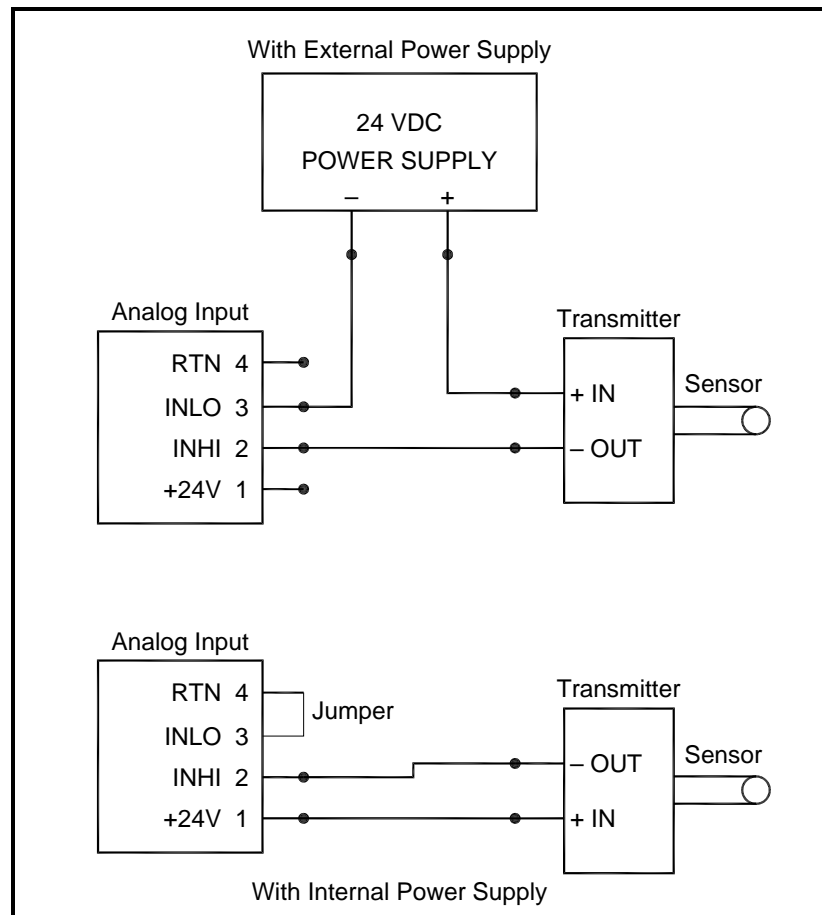 With External Power Supply
24 VDC
POWER SUPPLY
– +
Analog Input
RTN 4
INLO 3
INHI 2
+24V 1
Transmitter
+ IN
– OUT
Sensor
Analog Input
RTN 4
INLO 3
INHI 2
+24V 1
Jumper
Transmitter
– OUT
+ IN
Sensor
With Internal Power Supply